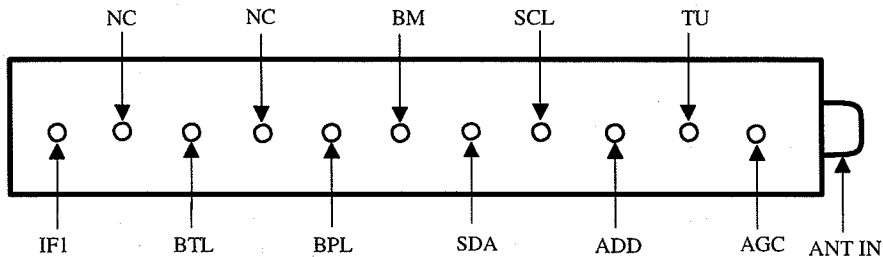 NC NC BM SCL TU
IF1 BTL BPL SDA ADD AGC ANT IN